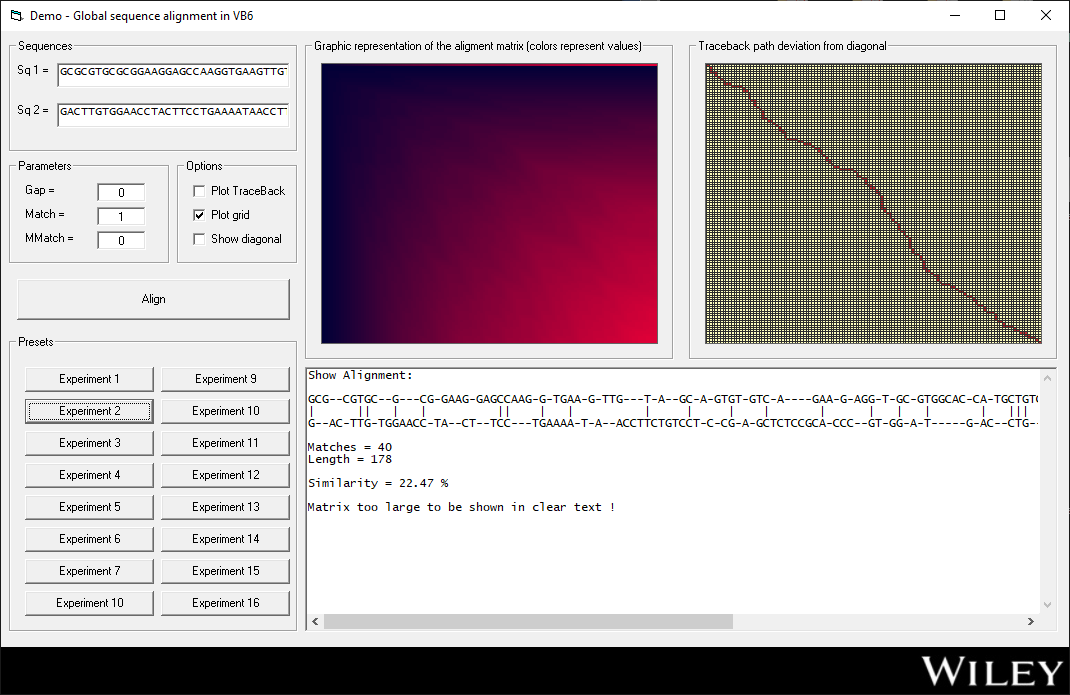 Demo - Global sequence alignment in VB6
Sequences
Sq 1 = GCGCGTGCGCGGAAGGAGCCAAGGTGAAGTTGT
Sq 2 = GACTTGTGGAACCTACTTCCTGAAAATAACCTT
Parameters
Gap = 0
Match = 1
MMatch = 0
Options
Plot TraceBack
Plot grid
Show diagonal
Align
Presets
Experiment 1
Experiment 9
Experiment 2
Experiment 10
Experiment 3
Experiment 11
Experiment 4
Experiment 12
Experiment 5
Experiment 13
Experiment 6
Experiment 14
Experiment 7
Experiment 15
Experiment 10
Experiment 16
Graphic representation of the aligment matrix (colors represent values)
Traceback path deviation from diagonal
Show Alignment:
GCG--CGTGC--G---CG-GAAG-GAGCCAAG-G-TGAA-G-TTG---T-A--GC-A-GTGT-GTC-A----GAA-G-AGG-T-GC-GTGGCAC-CA-TGCTGTG
G--AC-TTG-TGGAACC-TA--CT--TCC---TGAAAA-T-A--ACCTTCTGTCCT-C-CG-A-GCTCTCCGCA-CCC--GT-GG-A-T-----G-AC--CTG-
Matches = 40
Length = 178
Similarity = 22.47 %
Matrix too large to be shown in clear text !
WILEY